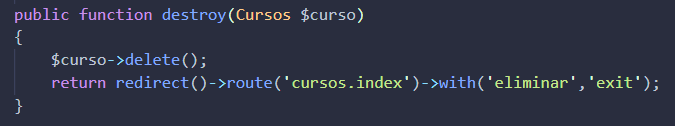 public function destroy(Cursos $curso)
{
$curso->delete();
return redirect()->route('cursos.index')->with('eliminar','exit');
}